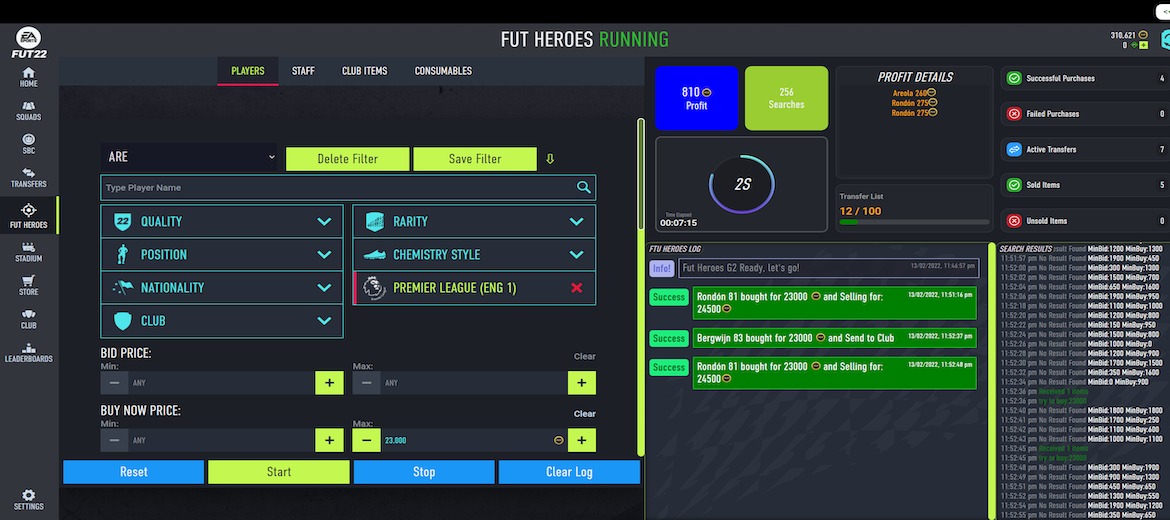 EA SPORTS
FUT22
HOME
SQUADS
SBC
TRANSFERS
FUT HEROES
STADIUM
STORE
CLUB
LEADERBOARDS
SETTINGS
FUT HEROES RUNNING
310.621
0
PLAYERS STAFF CLUB ITEMS CONSUMABLES
ARE
Delete Filter
Save Filter
Type Player Name
22 QUALITY
RARITY
POSITION
CHEMISTRY STYLE
NATIONALITY
PREMIER LEAGUE (ENG 1)
CLUB
BID PRICE:
Clear
Min:
Max:
ANY
ANY
BUY NOW PRICE:
Clear
Min:
Max:
ANY
23.000
Reset
Start
Stop
Clear Log
810
Profit
256
Searches
PROFIT DETAILS
Areola 260
Rondón 275
Rondón 275
2S
Time Elapsed
00:07:15
Transfer List
12 / 100
Successful Purchases 4
Failed Purchases 0
Active Transfers 7
Sold Items 5
Unsold Items 0
FTU HEROES LOG
Info!
Fut Heroes G2 Ready, let's go!
13/02/2022, 11:44:57 pm
Success
Rondón 81 bought for 23000 and Selling for:
24500
13/02/2022, 11:51:16 pm
Success
Bergwijn 83 bought for 23000 and Send to Club
13/02/2022, 11:52:37 pm
Success
Rondón 81 bought for 23000 and Selling for:
24500
13/02/2022, 11:52:48 pm
SEARCH RESULTS
sult Found MinBid:1200 MinBuy:1300
11:51:57 pm No Result Found MinBid:1900 MinBuy:450
11:52:00 pm No Result Found MinBid:300 MinBuy:1300
11:52:02 pm No Result Found MinBid:1500 MinBuy:700
11:52:04 pm No Result Found MinBid:650 MinBuy:1600
11:52:16 pm No Result Found MinBid:1900 MinBuy:950
11:52:18 pm No Result Found MinBid:1100 MinBuy:1000
11:52:20 pm No Result Found MinBid:1200 MinBuy:800
11:52:22 pm No Result Found MinBid:150 MinBuy:950
11:52:24 pm No Result Found MinBid:1500 MinBuy:800
11:52:26 pm No Result Found MinBid:1000 MinBuy:0
11:52:28 pm No Result Found MinBid:1200 MinBuy:900
11:52:30 pm No Result Found MinBid:1700 MinBuy:1500
11:52:32 pm No Result Found MinBid:350 MinBuy:1600
11:52:34 pm No Result Found MinBid:0 MinBuy:900
11:52:36 pm Received 1 items
11:52:36 pm try to buy 23000
11:52:40 pm No Result Found MinBid:1800 MinBuy:1800
11:52:41 pm No Result Found MinBid:1700 MinBuy:250
11:52:42 pm No Result Found MinBid:1100 MinBuy:600
11:52:43 pm No Result Found MinBid:1000 MinBuy:1100
11:52:45 pm Received 1 items
11:52:45 pm try to buy 23000
11:52:48 pm No Result Found MinBid:300 MinBuy:1900
11:52:49 pm No Result Found MinBid:900 MinBuy:1300
11:52:51 pm No Result Found MinBid:450 MinBuy:650
11:52:52 pm No Result Found MinBid:1300 MinBuy:550
11:52:54 pm No Result Found MinBid:1900 MinBuy:1200
11:52:55 pm No Result Found MinBid:350 MinBuy:650